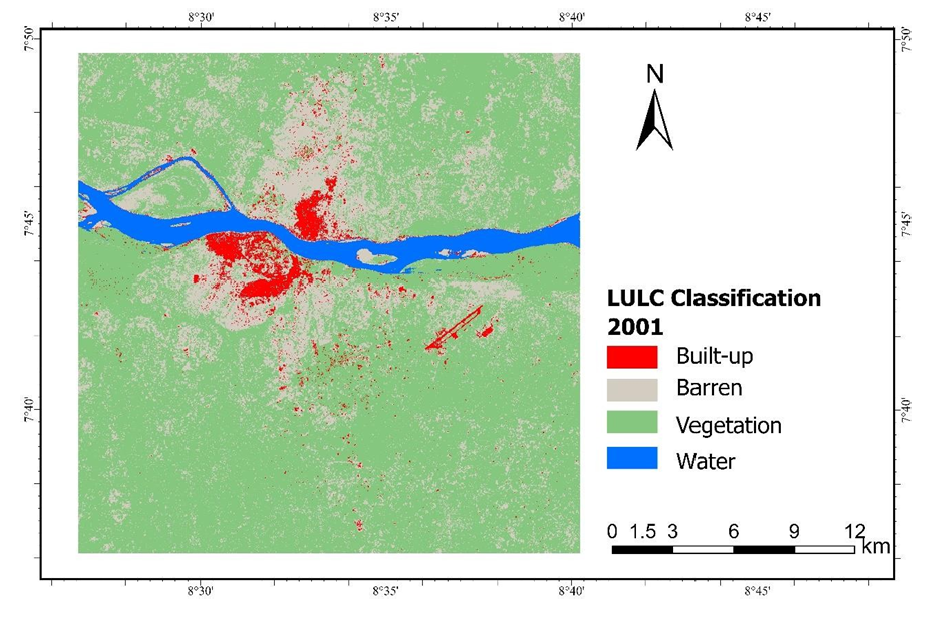 8°30' 8°35' 8°40' 8°45'
7°50' 7°50'
N
7°45' 7°45'
LULC Classification
2001
Built-up
Barren
Vegetation
Water
7°40' 7°40'
0 1.5 3 6 9 12
km
8°30' 8°35' 8°40' 8°45'